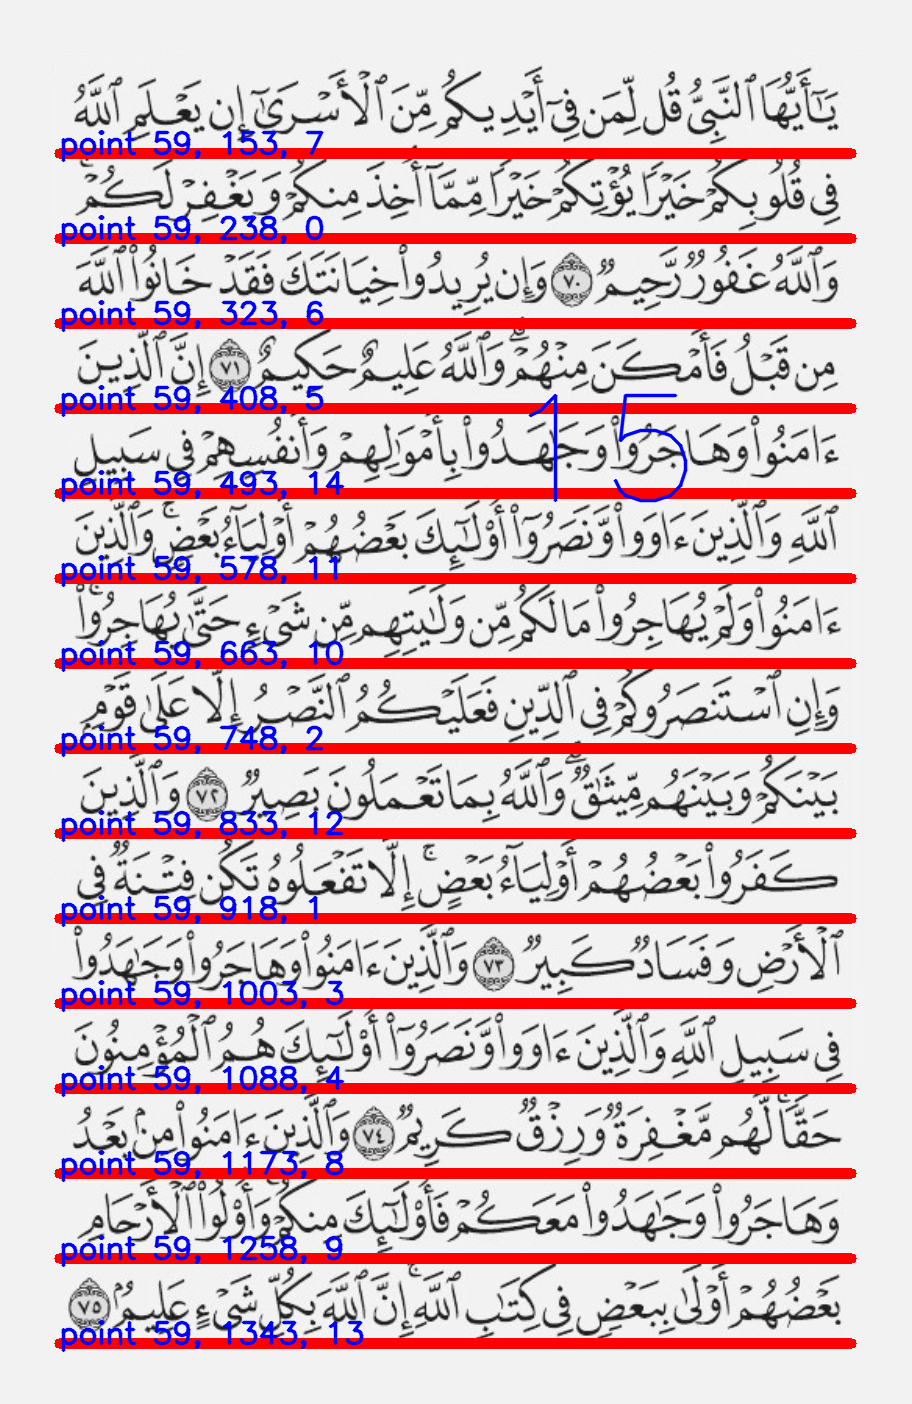 يَٰٓأَيُّهَا ٱلنَّبِىُّ قُل لِّمَن فِىٓ أَيْدِيكُم مِّنَ ٱلْأَسْرَىٰٓ إِن يَعْلَمِ ٱللَّهُ
point 59, 153, 7
فِى قُلُوبِكُمْ خَيْرًا يُؤْتِكُمْ خَيْرًا مِّمَّآ أُخِذَ مِنكُمْ وَيَغْفِرْ لَكُمْ ۗ
point 59, 238, 0
وَٱللَّهُ غَفُورٌ رَّحِيمٌ ٧٠ وَإِن يُرِيدُوا۟ خِيَانَتَكَ فَقَدْ خَانُوا۟ ٱللَّهَ
point 59, 323, 6
مِن قَبْلُ فَأَمْكَنَ مِنْهُمْ ۗ وَٱللَّهُ عَلِيمٌ حَكِيمٌ ٧١ إِنَّ ٱلَّذِينَ
point 59, 408, 5
15
ءَامَنُوا۟ وَهَاجَرُوا۟ وَجَٰهَدُوا۟ بِأَمْوَٰلِهِمْ وَأَنفُسِهِمْ فِى سَبِيلِ
point 59, 493, 14
ٱللَّهِ وَٱلَّذِينَ ءَاوَوا۟ وَّنَصَرُوٓا۟ أُو۟لَٰٓئِكَ بَعْضُهُمْ أَوْلِيَآءُ بَعْضٍ ۚ وَٱلَّذِينَ
point 59, 578, 11
ءَامَنُوا۟ وَلَمْ يُهَاجِرُوا۟ مَا لَكُم مِّن وَلَٰيَتِهِم مِّن شَىْءٍ حَتَّىٰ يُهَاجِرُوا۟ ۚ
point 59, 663, 10
وَإِنِ ٱسْتَنصَرُوكُمْ فِى ٱلدِّينِ فَعَلَيْكُمُ ٱلنَّصْرُ إِلَّا عَلَىٰ قَوْمٍۭ
point 59, 748, 2
بَيْنَكُمْ وَبَيْنَهُم مِّيثَٰقٌ ۗ وَٱللَّهُ بِمَا تَعْمَلُونَ بَصِيرٌ ٧٢ وَٱلَّذِينَ
point 59, 833, 12
كَفَرُوا۟ بَعْضُهُمْ أَوْلِيَآءُ بَعْضٍ ۚ إِلَّا تَفْعَلُوهُ تَكُن فِتْنَةٌ فِى
point 59, 918, 1
ٱلْأَرْضِ وَفَسَادٌ كَبِيرٌ ٧٣ وَٱلَّذِينَ ءَامَنُوا۟ وَهَاجَرُوا۟ وَجَٰهَدُوا۟
point 59, 1003, 3
فِى سَبِيلِ ٱللَّهِ وَٱلَّذِينَ ءَاوَوا۟ وَّنَصَرُوٓا۟ أُو۟لَٰٓئِكَ هُمُ ٱلْمُؤْمِنُونَ
point 59, 1088, 4
حَقًّا ۚ لَّهُم مَّغْفِرَةٌ وَرِزْقٌ كَرِيمٌ ٧٤ وَٱلَّذِينَ ءَامَنُوا۟ مِنۢ بَعْدُ
point 59, 1173, 8
وَهَاجَرُوا۟ وَجَٰهَدُوا۟ مَعَكُمْ فَأُو۟لَٰٓئِكَ مِنكُمْ ۚ وَأُو۟لُوا۟ ٱلْأَرْحَامِ
point 59, 1258, 9
بَعْضُهُمْ أَوْلَىٰ بِبَعْضٍ فِى كِتَٰبِ ٱللَّهِ ۗ إِنَّ ٱللَّهَ بِكُلِّ شَىْءٍ عَلِيمٌۢ ٧٥
point 59, 1343, 13